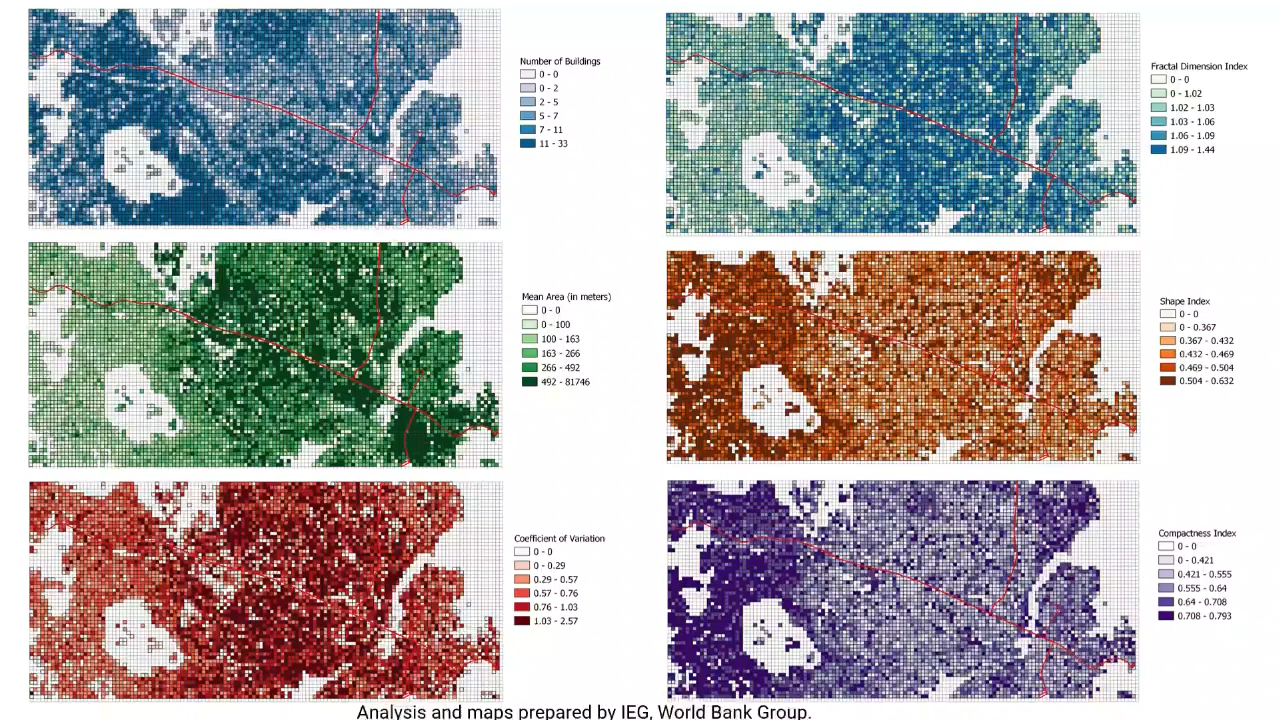 Number of Buildings
0 - 0
0 - 2
2 - 5
5 - 7
7 - 11
11 - 33
Fractal Dimension Index
0 - 0
0 - 1.02
1.02 - 1.03
1.03 - 1.06
1.06 - 1.09
1.09 - 1.44
Mean Area (in meters)
0 - 0
0 - 100
100 - 163
163 - 266
266 - 492
492 - 81746
Shape Index
0 - 0
0 - 0.367
0.367 - 0.432
0.432 - 0.469
0.469 - 0.504
0.504 - 0.632
Coefficient of Variation
0 - 0
0 - 0.29
0.29 - 0.57
0.57 - 0.76
0.76 - 1.03
1.03 - 2.57
Compactness Index
0 - 0
0 - 0.421
0.421 - 0.555
0.555 - 0.64
0.64 - 0.708
0.708 - 0.793
Analysis and maps prepared by IEG, World Bank Group.